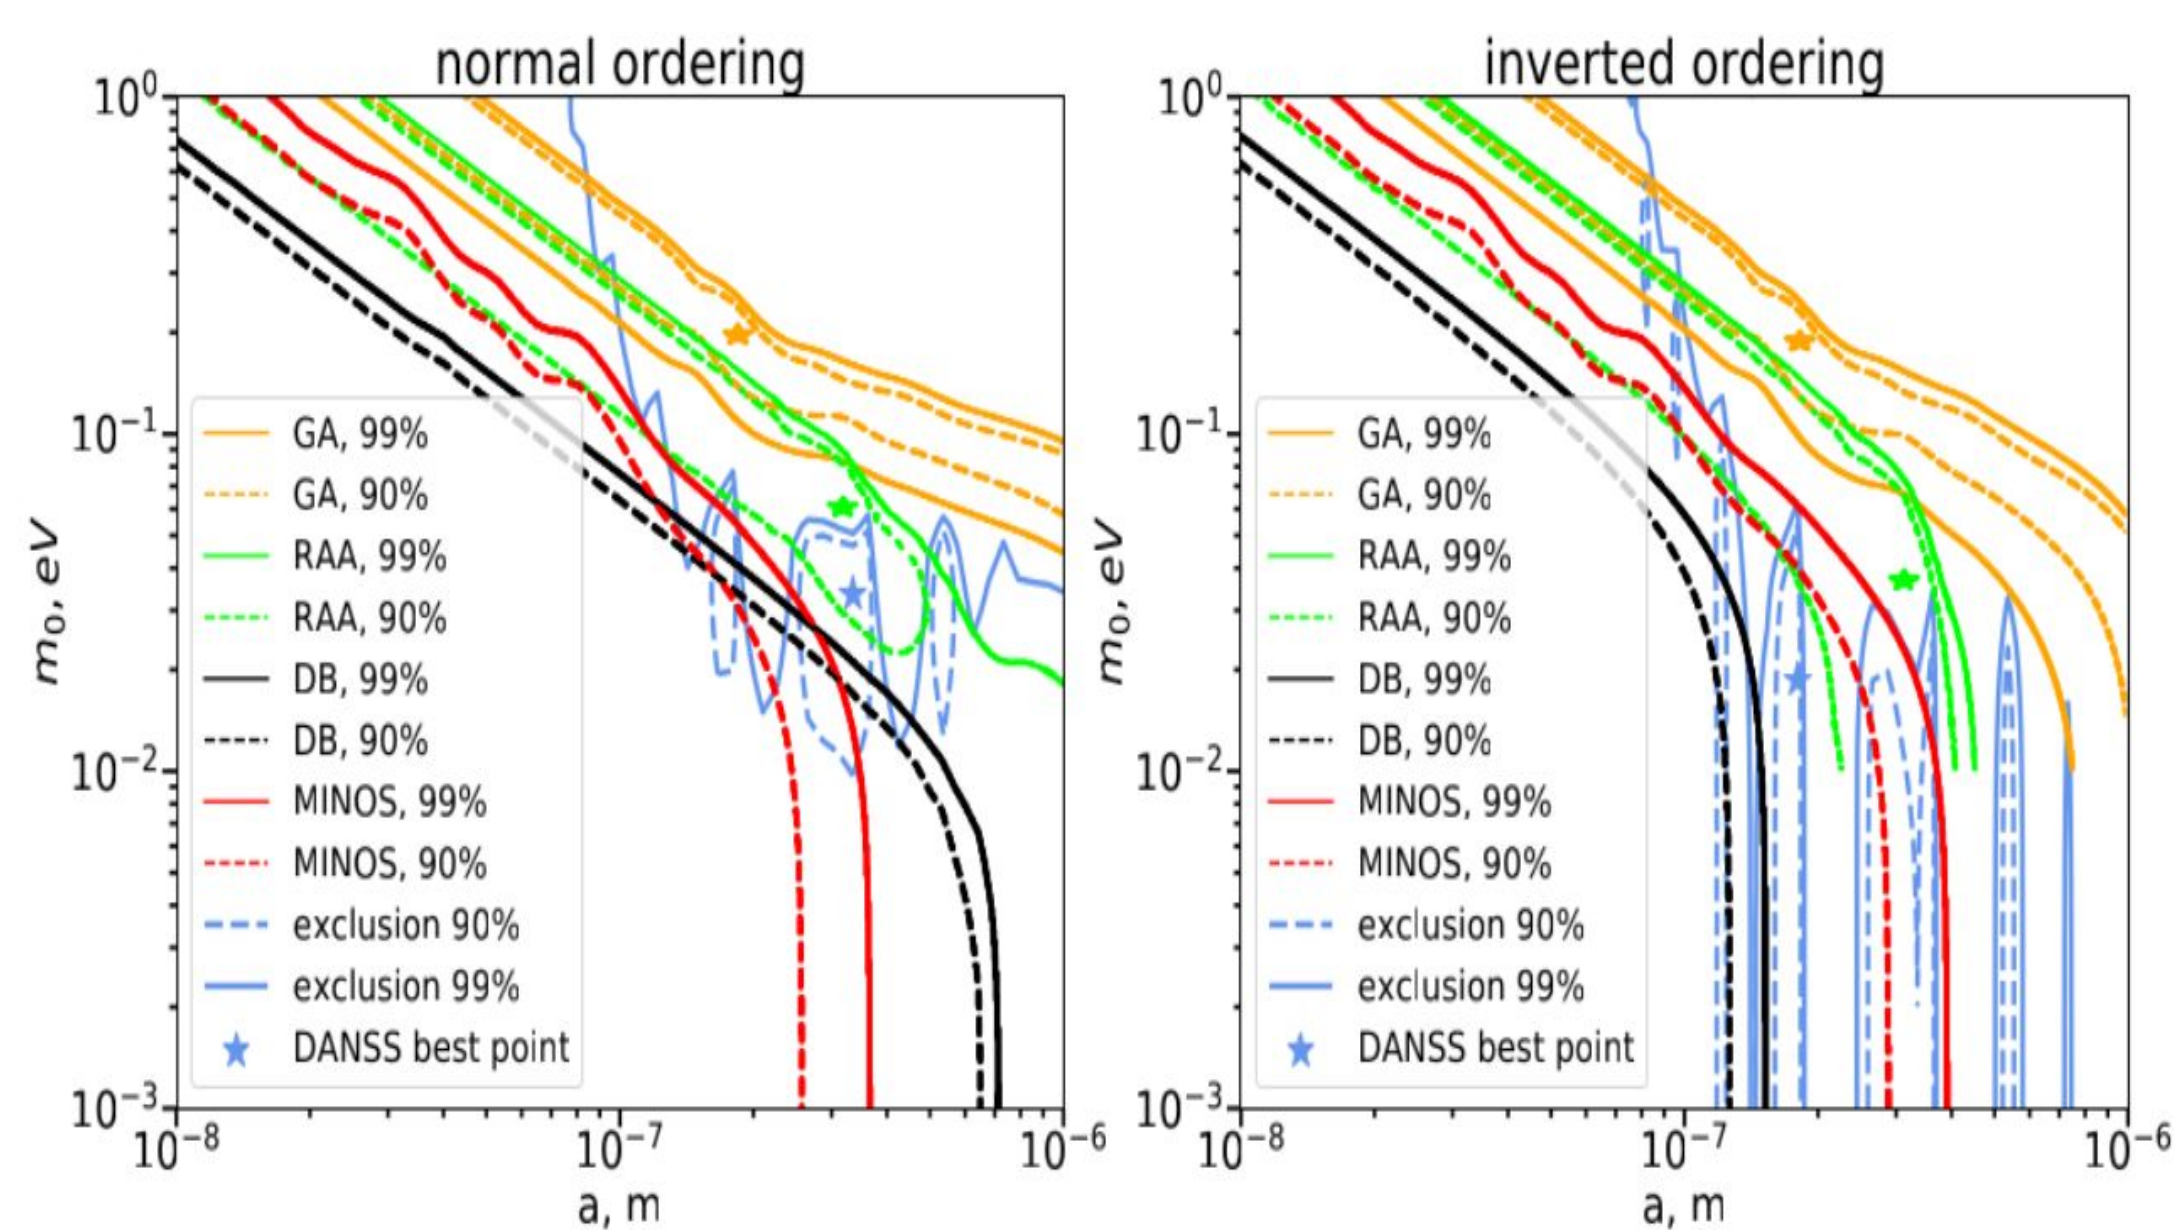 normal ordering
10⁰
10⁻¹
10⁻²
10⁻³
m₀, eV
GA, 99%
GA, 90%
RAA, 99%
RAA, 90%
DB, 99%
DB, 90%
MINOS, 99%
MINOS, 90%
exclusion 90%
exclusion 99%
DANSS best point
10⁻⁸
10⁻⁷
10⁻⁶
a, m
inverted ordering
10⁰
10⁻¹
10⁻²
10⁻³
m₀, eV
GA, 99%
GA, 90%
RAA, 99%
RAA, 90%
DB, 99%
DB, 90%
MINOS, 99%
MINOS, 90%
exclusion 90%
exclusion 99%
DANSS best point
10⁻⁸
10⁻⁷
10⁻⁶
a, m